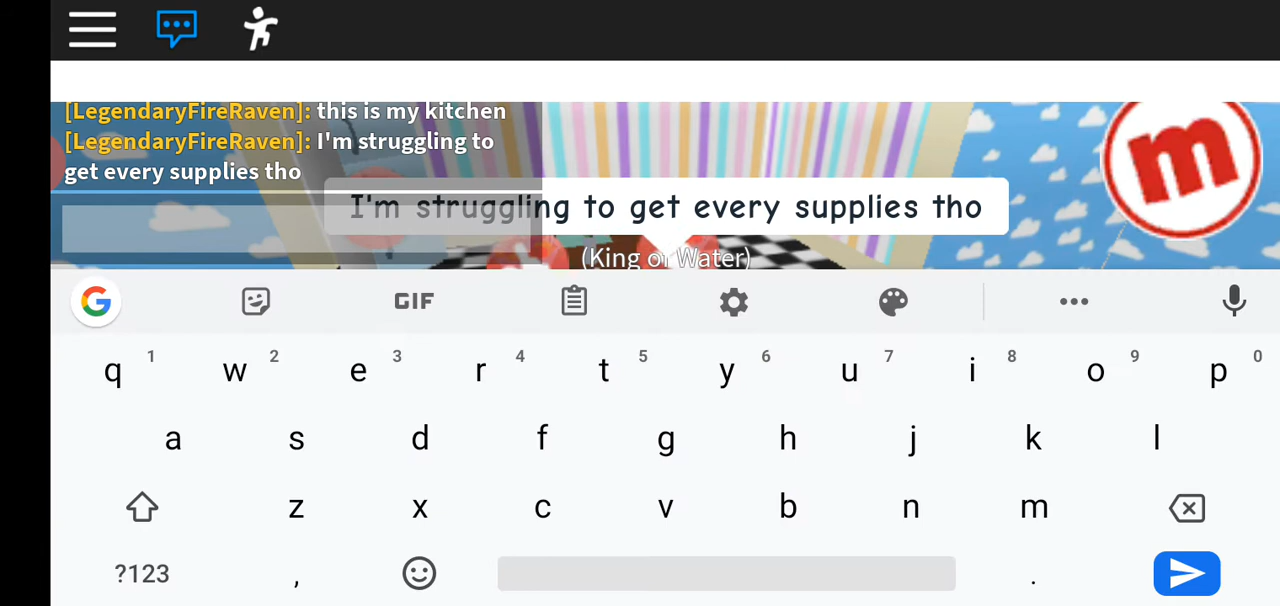 [LegendaryFireRaven]: this is my kitchen
[LegendaryFireRaven]: I'm struggling to
get every supplies tho
I'm struggling to get every supplies tho
(King of Water)
m
G
GIF
q 1 w 2 e 3 r 4 t 5 y 6 u 7 i 8 o 9 p 0
a s d f g h j k l
z x c v b n m
?123 , .